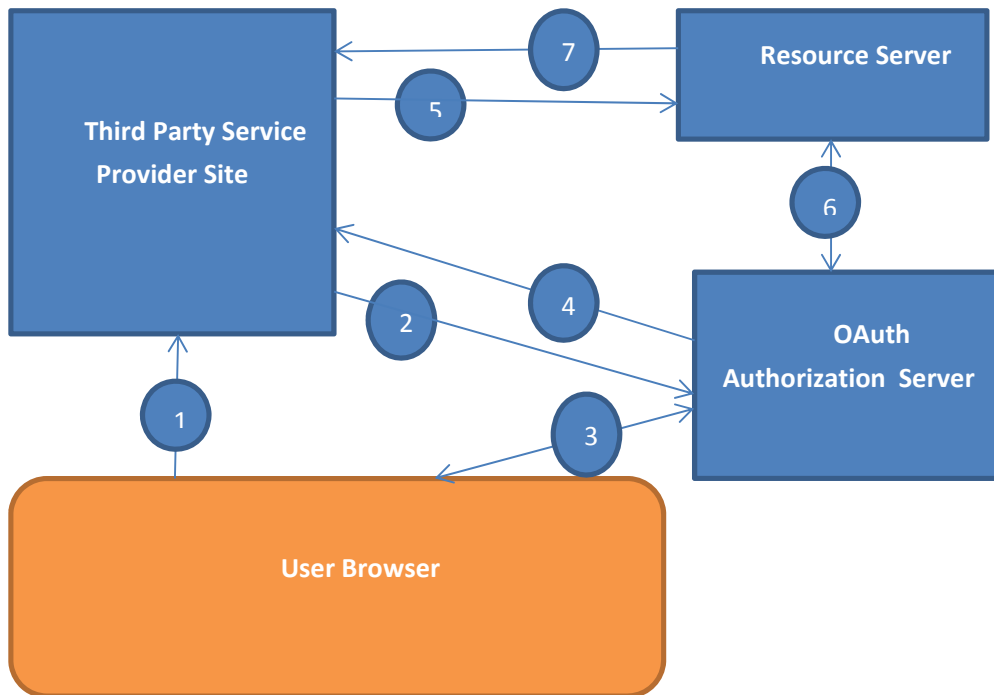 7
Resource Server
5
Third Party Service
Provider Site
6
4
2
OAuth
Authorization Server
1
3
User Browser